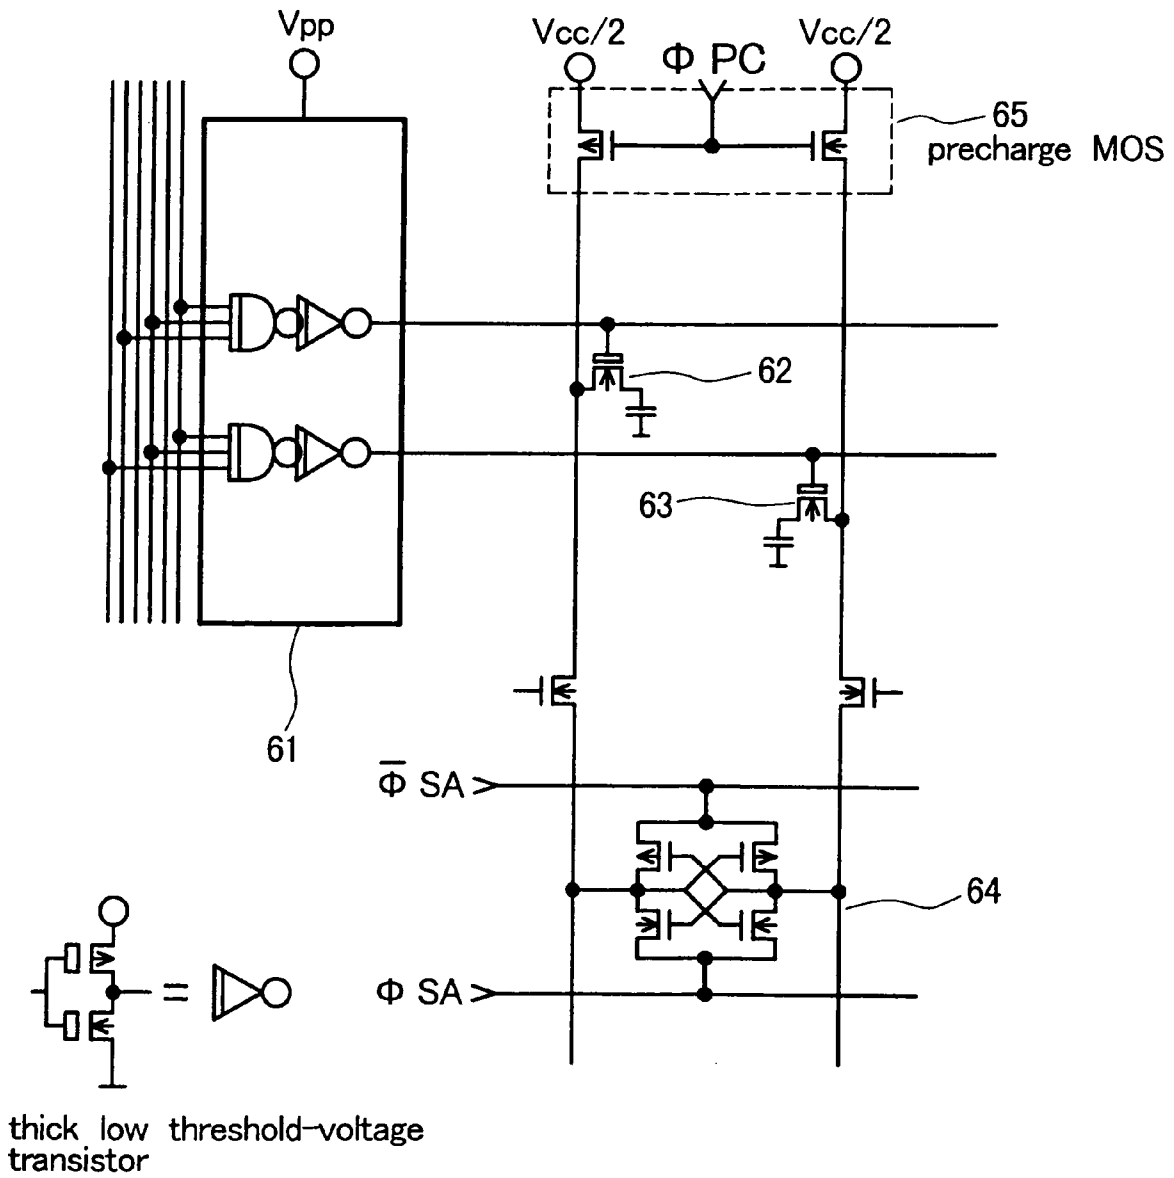 Vpp
Vcc/2
Vcc/2
Φ PC
65
precharge MOS
62
63
61
Φ̅ SA
64
Φ SA
=
thick low threshold-voltage
transistor